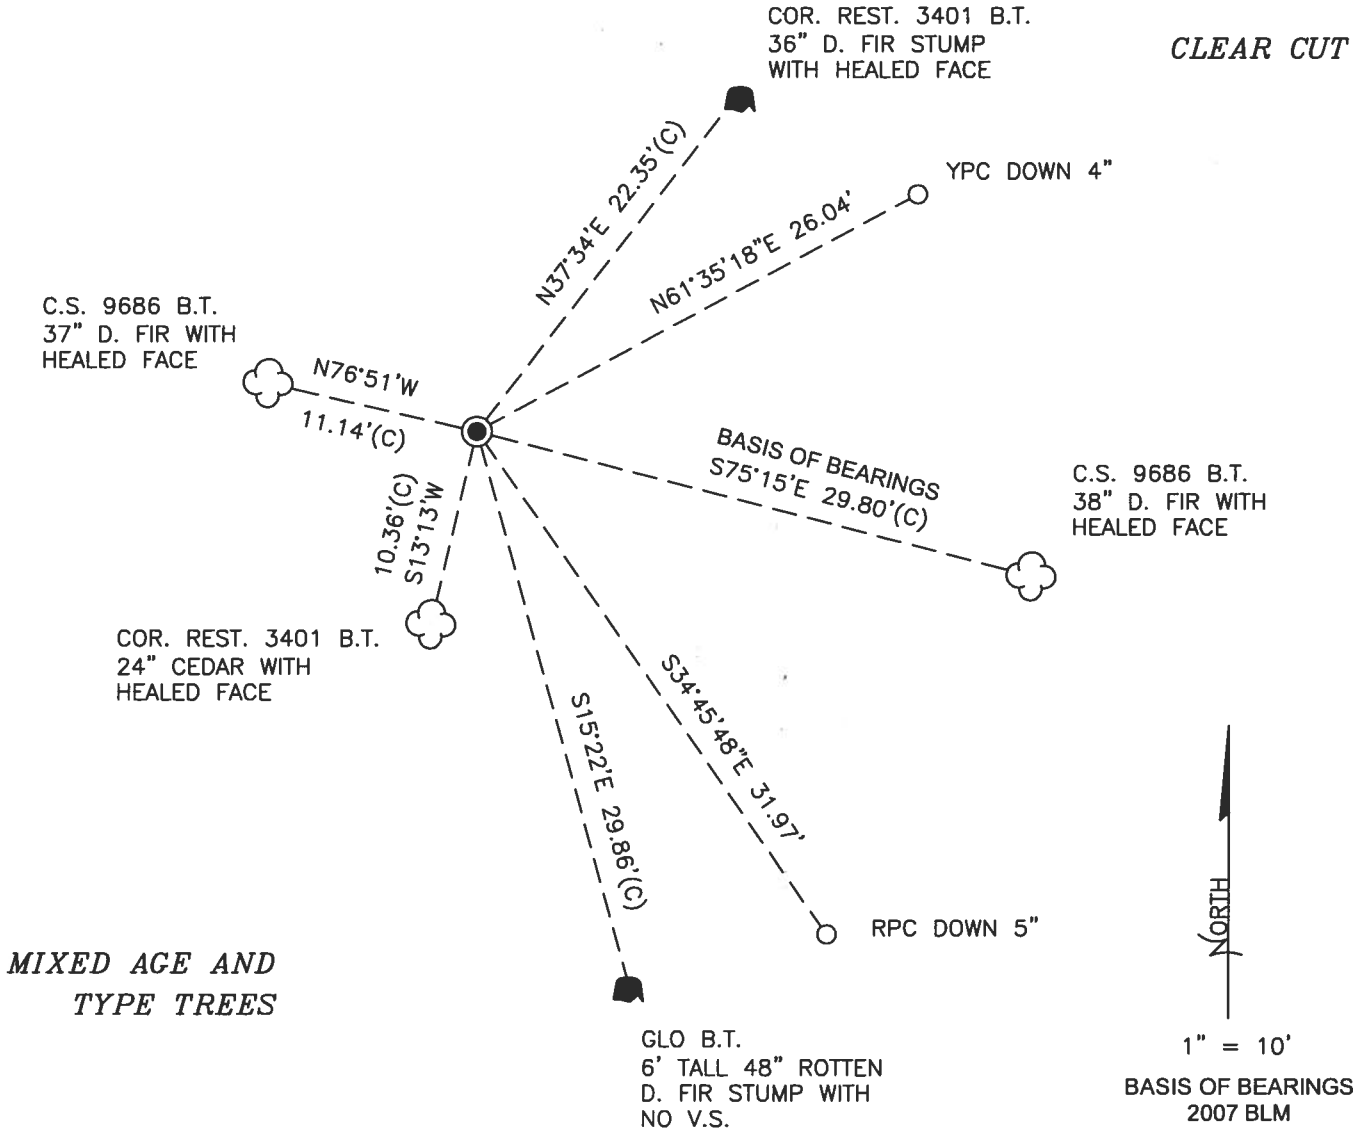 COR. REST. 3401 B.T.
36" D. FIR STUMP
WITH HEALED FACE
CLEAR CUT
N37°34'E 22.35'(C)
YPC DOWN 4"
N61°35'18"E 26.04'
C.S. 9686 B.T.
37" D. FIR WITH
HEALED FACE
N76°51'W
11.14'(C)
BASIS OF BEARINGS
S75°15'E 29.80'(C)
C.S. 9686 B.T.
38" D. FIR WITH
HEALED FACE
10.36'(C)
S13°13'W
COR. REST. 3401 B.T.
24" CEDAR WITH
HEALED FACE
S15°22'E 29.86'(C)
S34°45'48"E 31.97'
RPC DOWN 5"
MIXED AGE AND
TYPE TREES
GLO B.T.
6' TALL 48" ROTTEN
D. FIR STUMP WITH
NO V.S.
NORTH
1" = 10'
BASIS OF BEARINGS
2007 BLM